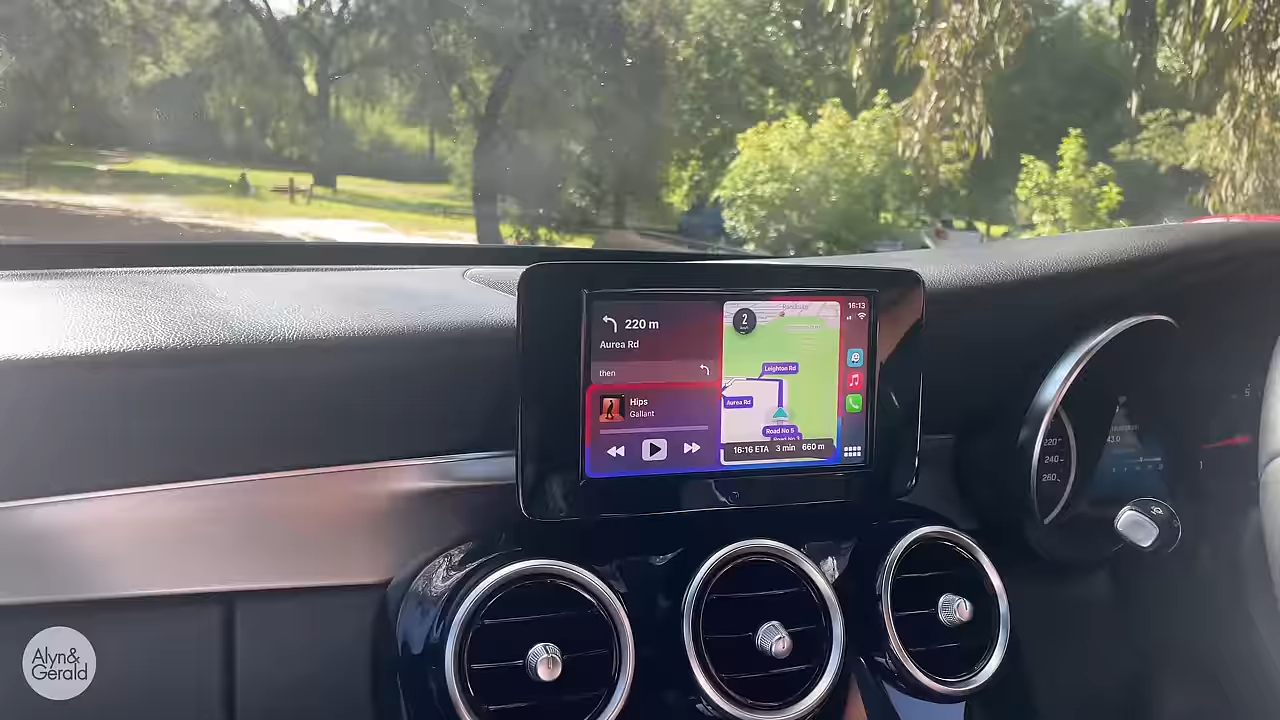 220 m
Aurea Rd
then
Hips
Gallant
2
Leighton Rd
Aurea Rd
Road No 5
16:16 ETA 3 min 660 m
16:13
220
240
260
Alyn&
Gerald